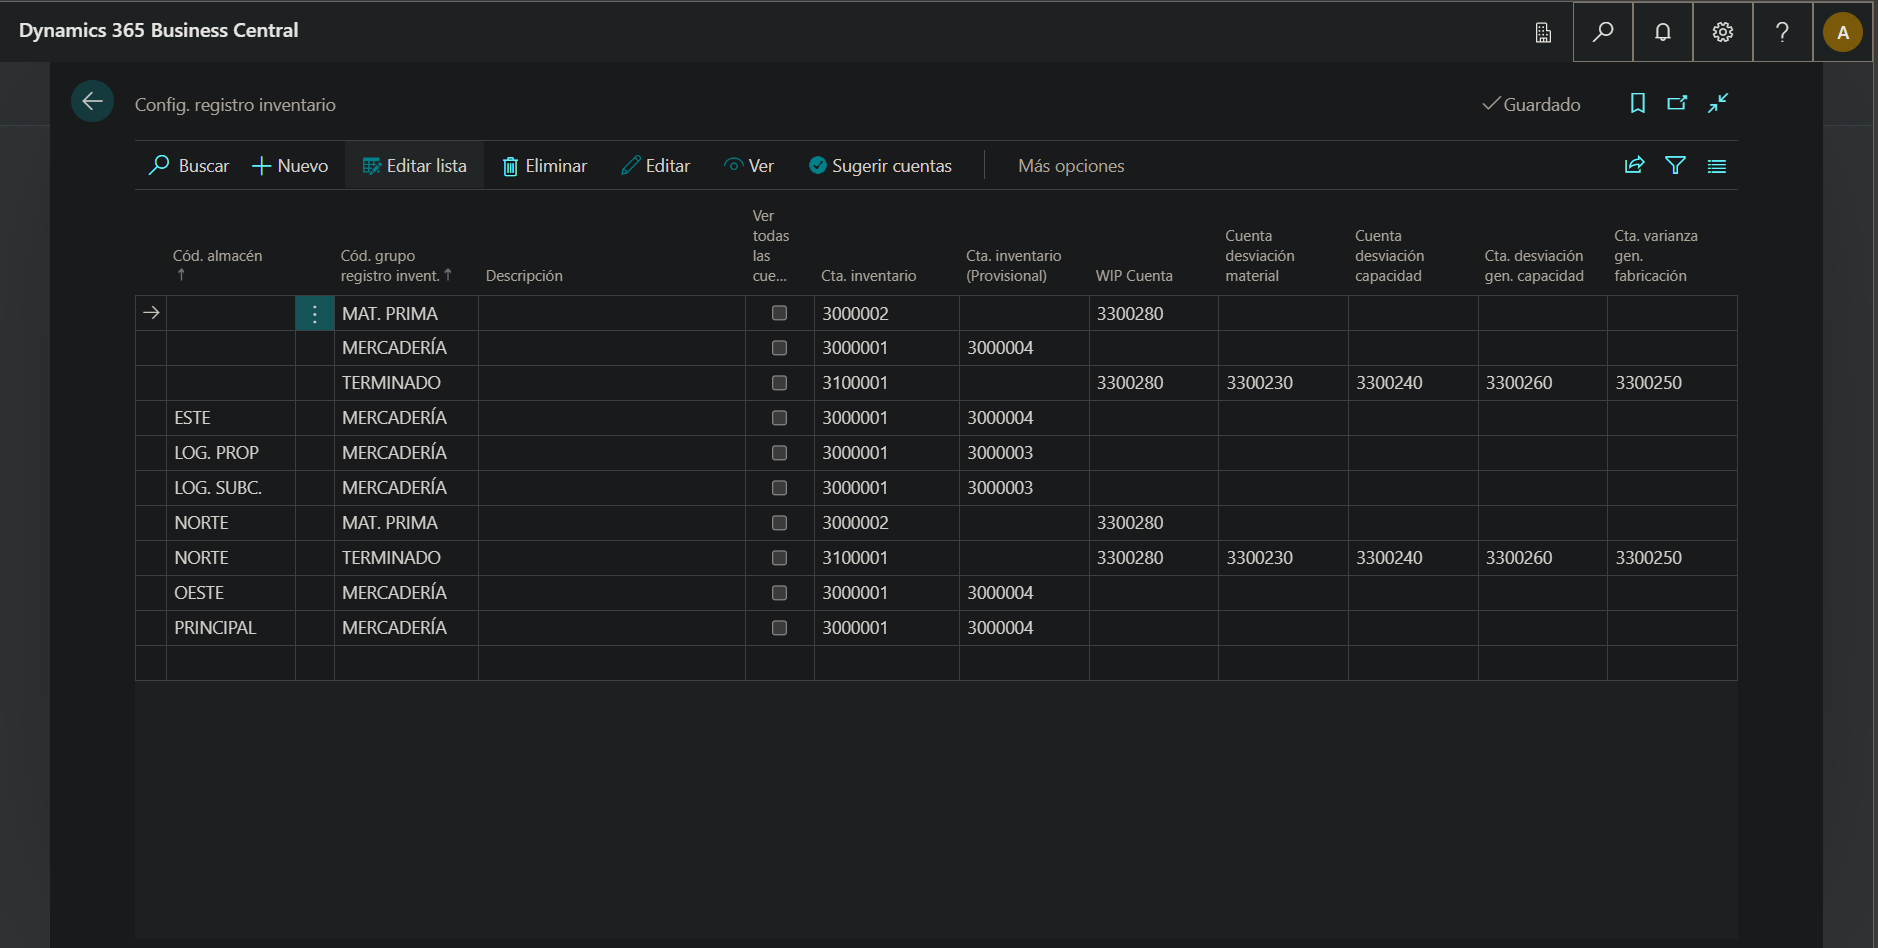 Dynamics 365 Business Central
A
Config. registro inventario
Guardado
Buscar Nuevo Editar lista Eliminar Editar Ver Sugerir cuentas Más opciones
Cód. almacén ↑
Cód. grupo registro invent. ↑
Descripción
Ver todas las cue...
Cta. inventario
Cta. inventario (Provisional)
WIP Cuenta
Cuenta desviación material
Cuenta desviación capacidad
Cta. desviación gen. capacidad
Cta. varianza gen. fabricación
MAT. PRIMA 3000002 3300280
MERCADERÍA 3000001 3000004
TERMINADO 3100001 3300280 3300230 3300240 3300260 3300250
ESTE MERCADERÍA 3000001 3000004
LOG. PROP MERCADERÍA 3000001 3000003
LOG. SUBC. MERCADERÍA 3000001 3000003
NORTE MAT. PRIMA 3000002 3300280
NORTE TERMINADO 3100001 3300280 3300230 3300240 3300260 3300250
OESTE MERCADERÍA 3000001 3000004
PRINCIPAL MERCADERÍA 3000001 3000004